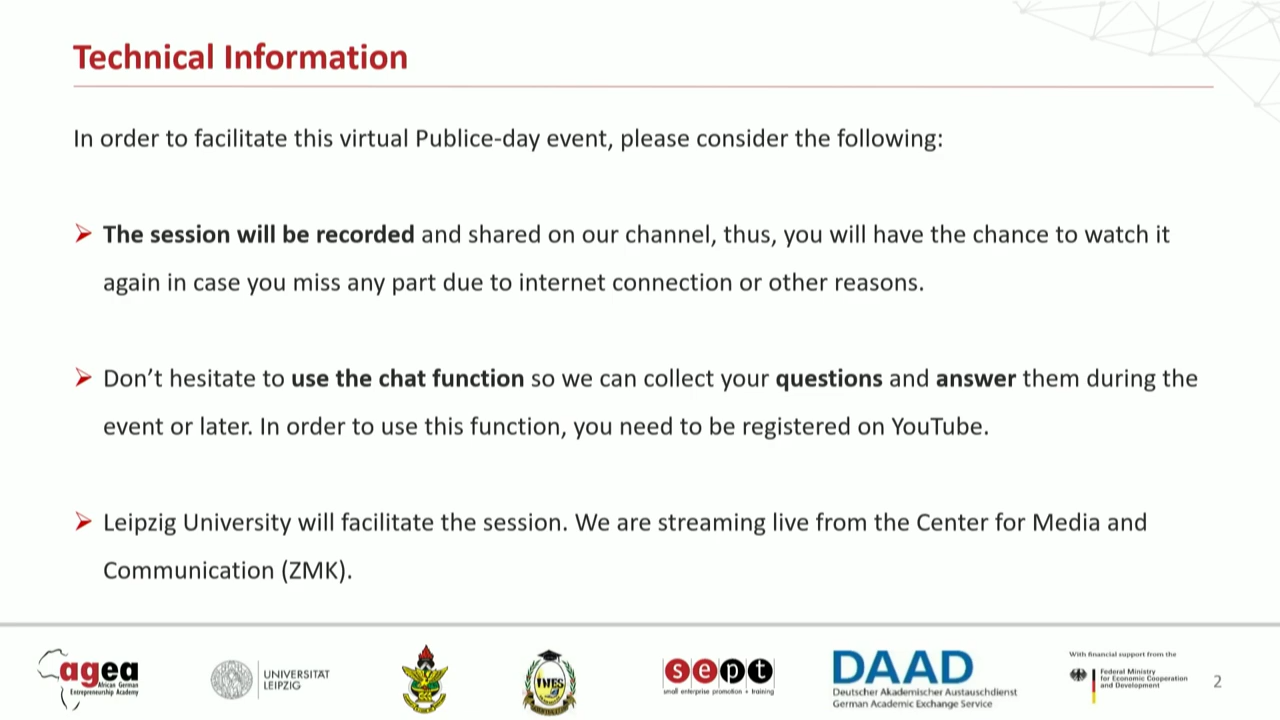 Technical Information
In order to facilitate this virtual Publice-day event, please consider the following:
➢ The session will be recorded and shared on our channel, thus, you will have the chance to watch it
again in case you miss any part due to internet connection or other reasons.
➢ Don't hesitate to use the chat function so we can collect your questions and answer them during the
event or later. In order to use this function, you need to be registered on YouTube.
➢ Leipzig University will facilitate the session. We are streaming live from the Center for Media and
Communication (ZMK).
agea
African German
Entrepreneurship Academy
UNIVERSITAT
LEIPZIG
sept
small enterprise promotion + training
DAAD
Deutscher Akademischer Austauschdienst
German Academic Exchange Service
With financial support from the
Federal Ministry
for Economic Cooperation
and Development
2